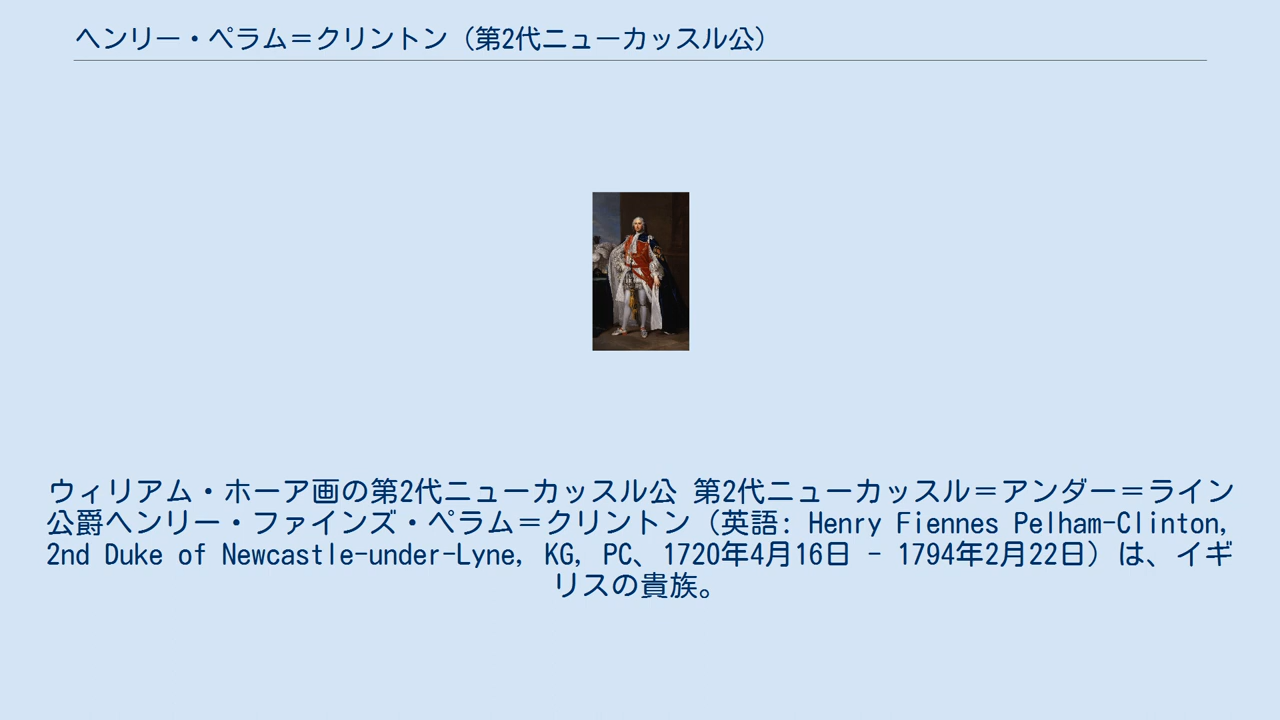 ヘンリー・ペラム＝クリントン（第2代ニューカッスル公）
ウィリアム・ホーア画の第2代ニューカッスル公 第2代ニューカッスル＝アンダー＝ライン
公爵ヘンリー・ファインズ・ペラム＝クリントン（英語: Henry Fiennes Pelham-Clinton,
2nd Duke of Newcastle-under-Lyne, KG, PC、1720年4月16日 - 1794年2月22日）は、イギ
リスの貴族。